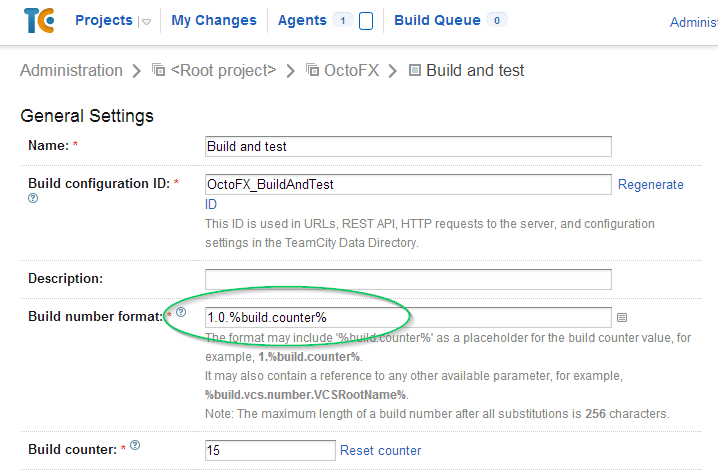 TC Projects My Changes Agents 1 Build Queue 0 Adminis
Administration <Root project> OctoFX Build and test
General Settings
Name: * Build and test
Build configuration ID: * OctoFX_BuildAndTest Regenerate
ID
This ID is used in URLs, REST API, HTTP requests to the server, and configuration
settings in the TeamCity Data Directory.
Description:
Build number format: * 1.0.%build.counter%
The format may include '%build.counter%' as a placeholder for the build counter value, for
example, 1.%build.counter%.
It may also contain a reference to any other available parameter, for example,
%build.vcs.number.VCSRootName%.
Note: The maximum length of a build number after all substitutions is 256 characters.
Build counter: * 15 Reset counter